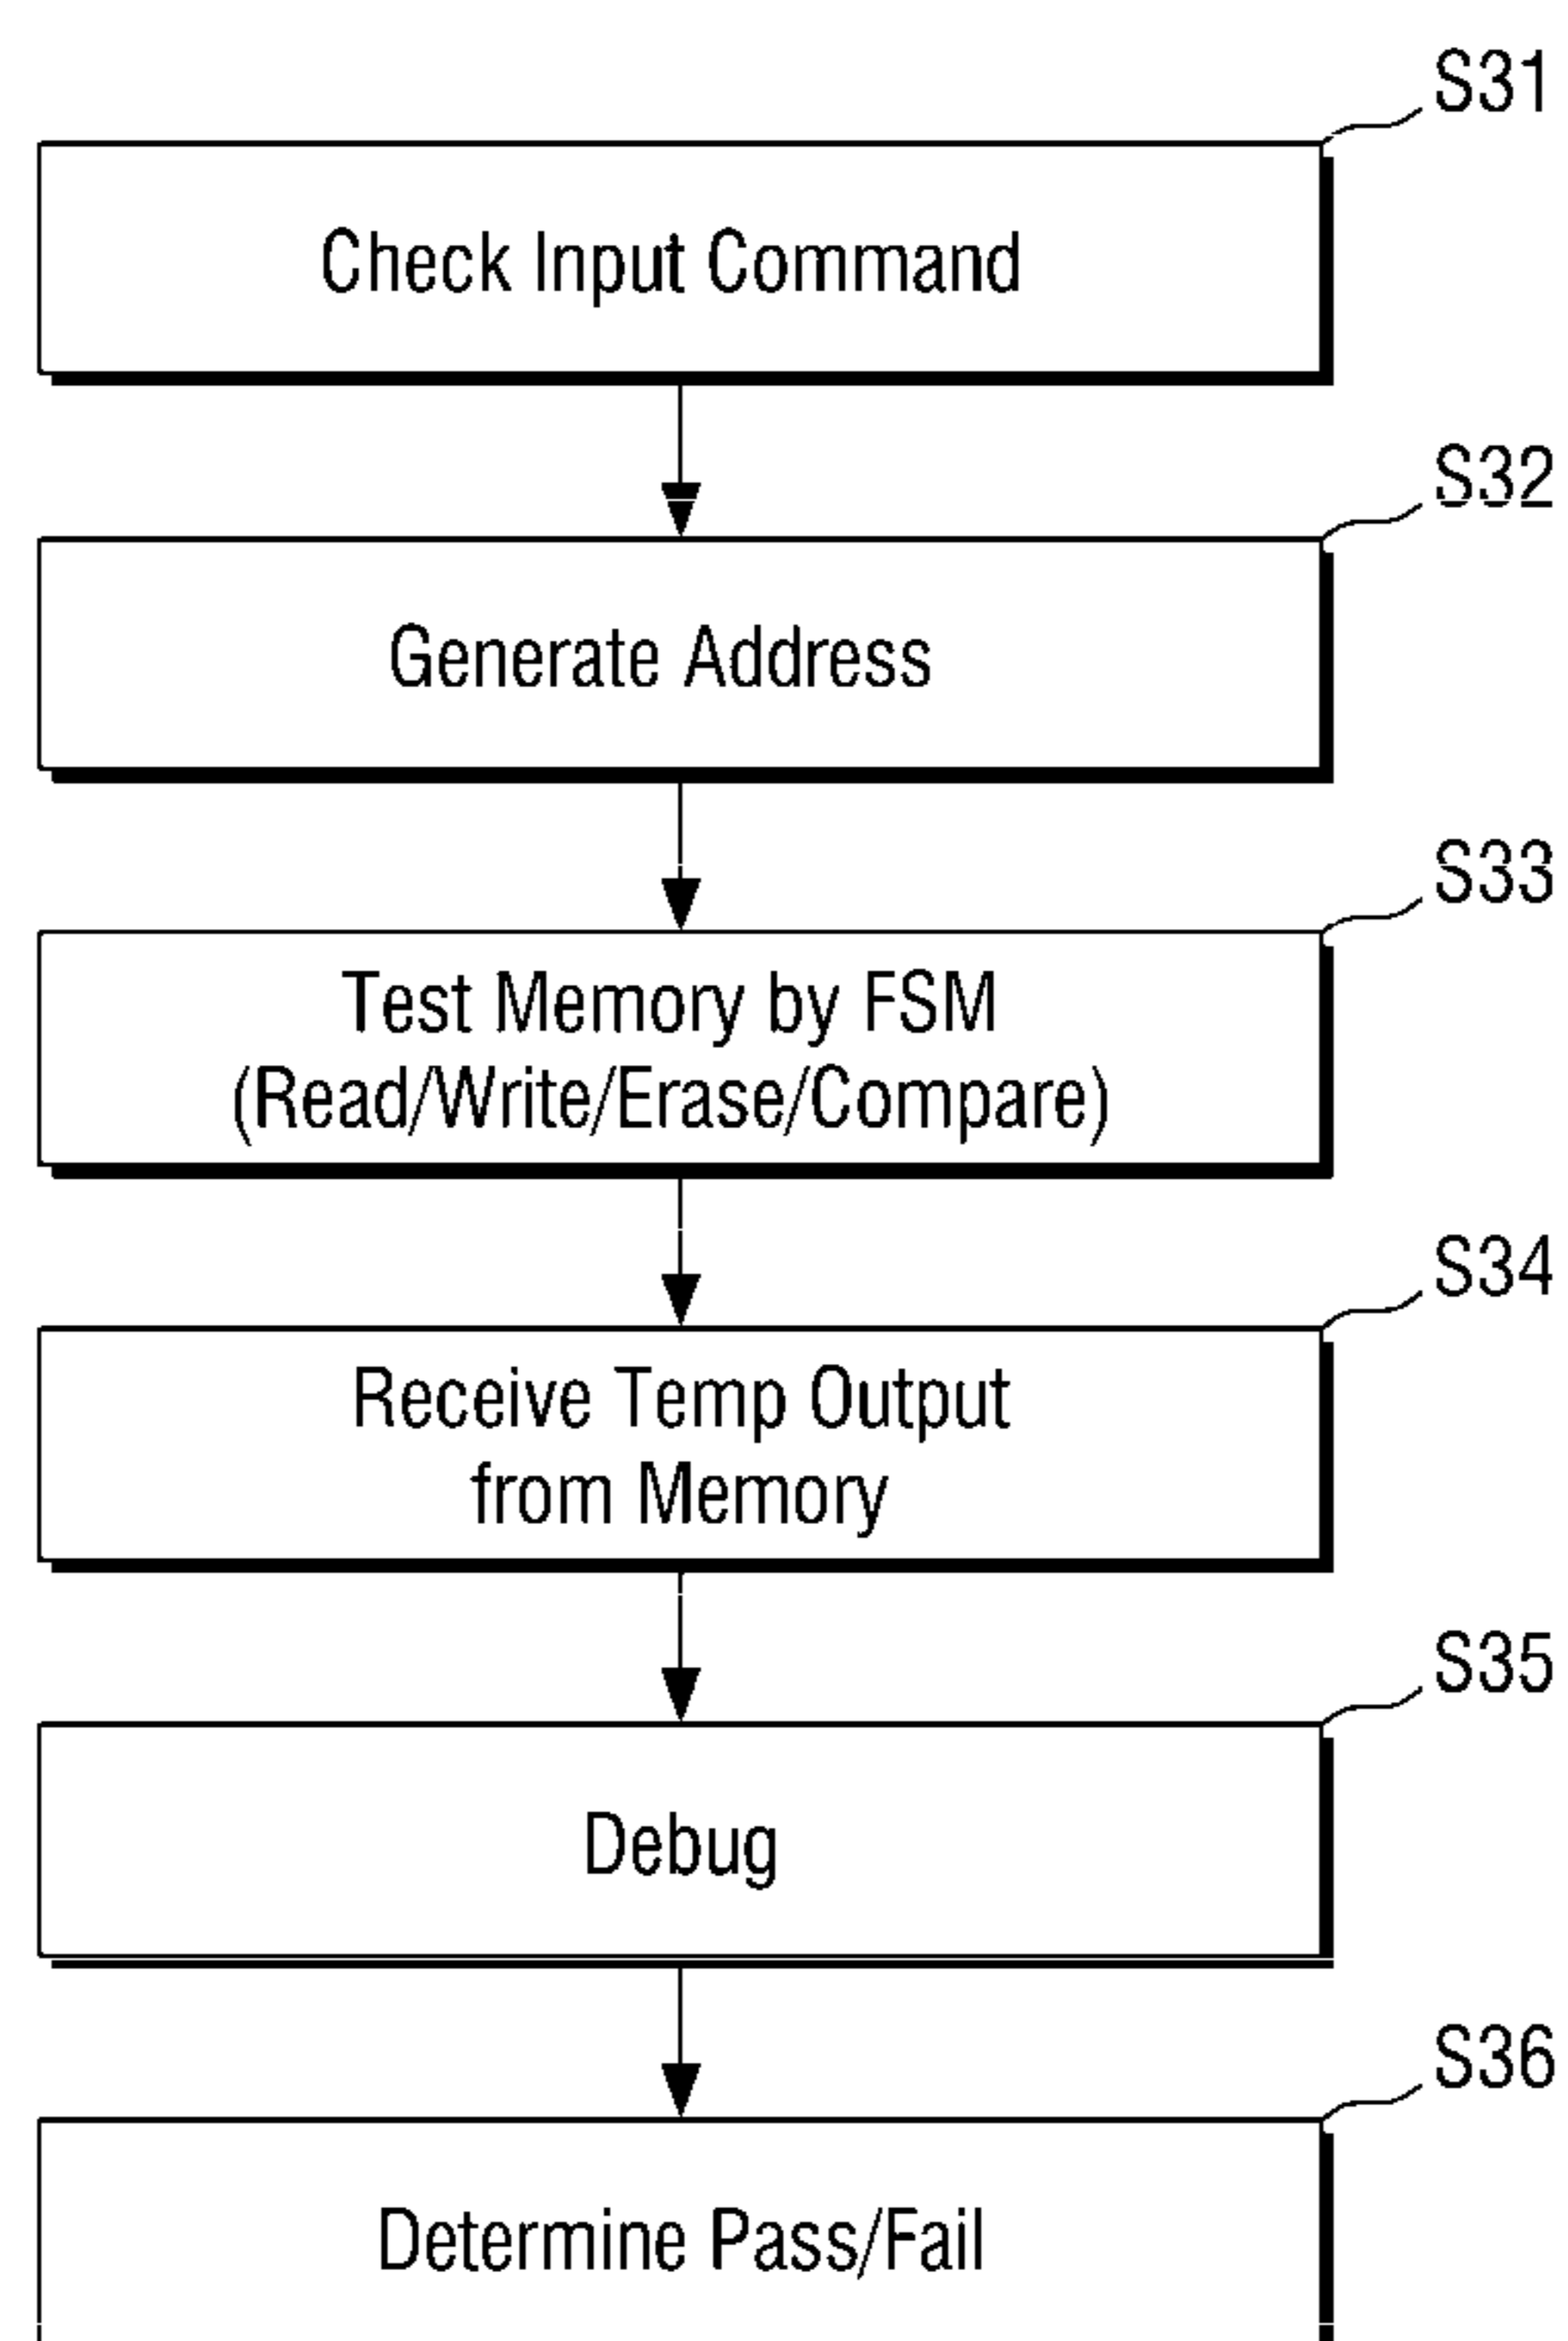 S31
Check Input Command
S32
Generate Address
S33
Test Memory by FSM
(Read/Write/Erase/Compare)
S34
Receive Temp Output
from Memory
S35
Debug
S36
Determine Pass/Fail